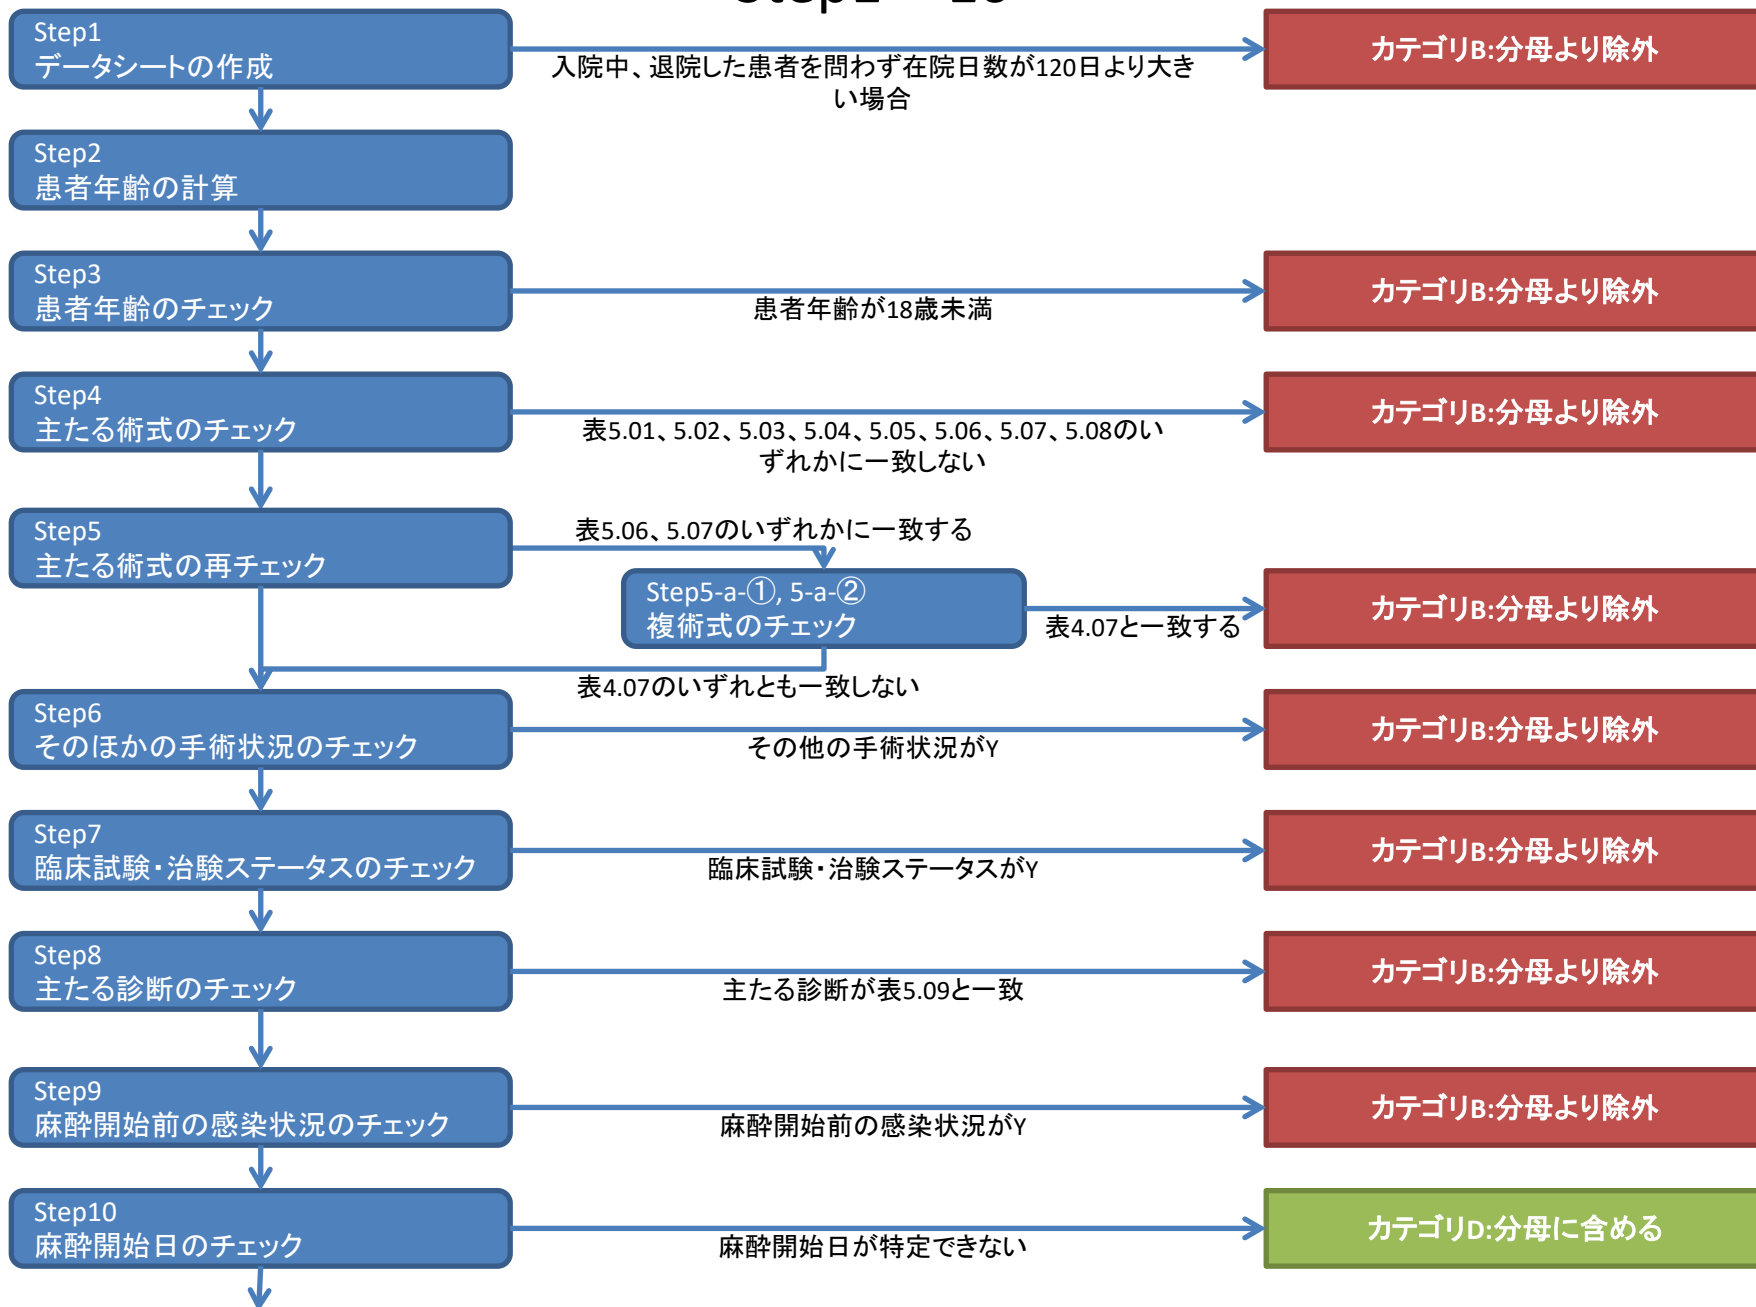 Step1
データシートの作成
入院中、退院した患者を問わず在院日数が120日より大き
い場合
カテゴリB:分母より除外
Step2
患者年齢の計算
Step3
患者年齢のチェック
患者年齢が18歳未満
カテゴリB:分母より除外
Step4
主たる術式のチェック
表5.01、5.02、5.03、5.04、5.05、5.06、5.07、5.08のい
ずれかに一致しない
カテゴリB:分母より除外
Step5
主たる術式の再チェック
表5.06、5.07のいずれかに一致する
Step5-a-①, 5-a-②
複術式のチェック
表4.07と一致する
カテゴリB:分母より除外
表4.07のいずれとも一致しない
Step6
そのほかの手術状況のチェック
その他の手術状況がY
カテゴリB:分母より除外
Step7
臨床試験・治験ステータスのチェック
臨床試験・治験ステータスがY
カテゴリB:分母より除外
Step8
主たる診断のチェック
主たる診断が表5.09と一致
カテゴリB:分母より除外
Step9
麻酔開始前の感染状況のチェック
麻酔開始前の感染状況がY
カテゴリB:分母より除外
Step10
麻酔開始日のチェック
麻酔開始日が特定できない
カテゴリD:分母に含める